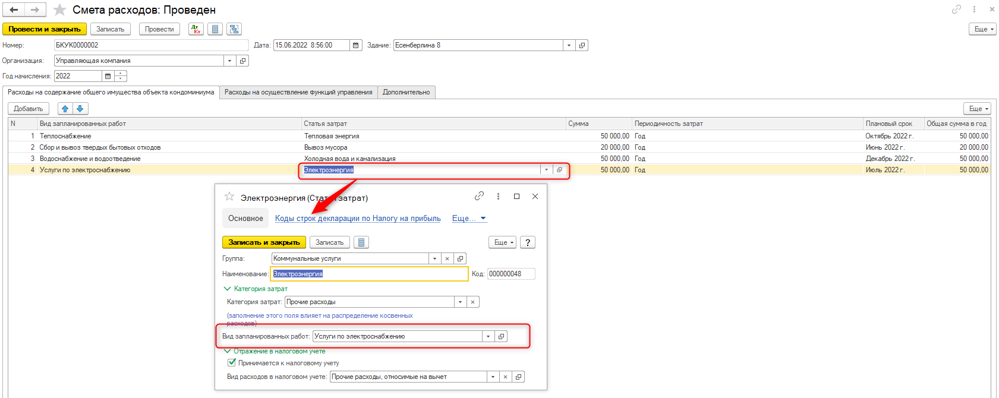 Смета расходов: Проведен
Провести и закрыть Записать Провести Дт Кт Еще
Номер: БКУК0000002 Дата: 15.06.2022 8:56:00 Здание: Есенберлина 8
Организация: Управляющая компания
Год начисления: 2022
Расходы на содержание общего имущества объекта кондоминиума Расходы на осуществление функций управления Дополнительно
Добавить Еще
N Вид запланированных работ Статья затрат Сумма Периодичность затрат Плановый срок Общая сумма в год
1 Теплоснабжение Тепловая энергия 50 000,00 Год Октябрь 2022 г. 50 000,00
2 Сбор и вывоз твердых бытовых отходов Вывоз мусора 20 000,00 Год Июнь 2022 г. 20 000,00
3 Водоснабжение и водоотведение Холодная вода и канализация 50 000,00 Год Декабрь 2022 г. 50 000,00
4 Услуги по электроснабжению Электроэнергия 50 000,00 Год Июль 2022 г. 50 000,00
Электроэнергия (Статья затрат)
Основное Коды строк декларации по Налогу на прибыль Еще...
Записать и закрыть Записать Еще ?
Группа: Коммунальные услуги
Наименование: Электроэнергия Код: 000000048
Категория затрат
Категория затрат: Прочие расходы
(заполнение этого поля влияет на распределение косвенных
расходов)
Вид запланированных работ: Услуги по электроснабжению
Отражение в налоговом учете
Принимается к налоговому учету
Вид расходов в налоговом учете: Прочие расходы, относимые на вычет